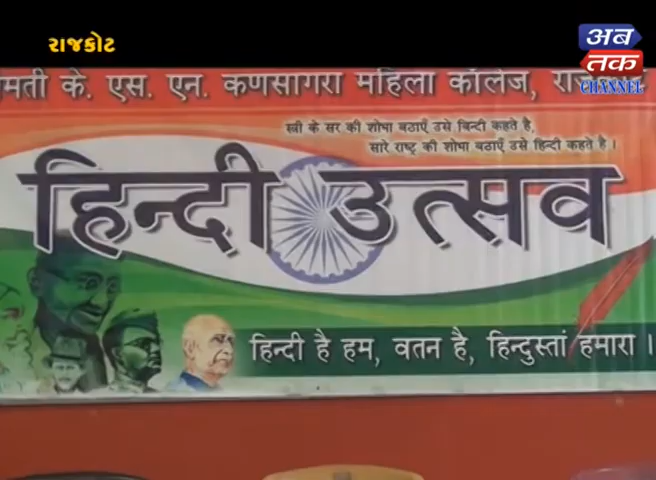 રાજકોટ
अब
तक
CHANNEL
के. एस. एन. कणसागरा महिला कॉलेज,
स्त्री के सर की शोभा बढाएँ उसे बिन्दी कहते है,
सारे राष्ट्र की शोभा बढाएँ उसे हिन्दी कहते है ।
हिन्दी उत्सव
हिन्दी है हम, वतन है, हिन्दुस्तां हमारा ।